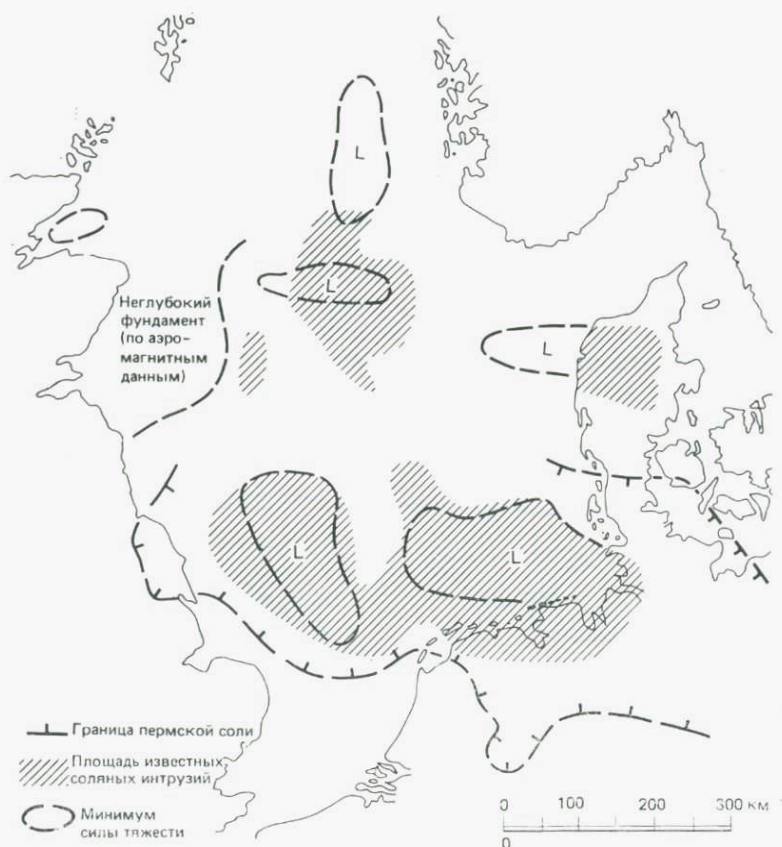 L
L
Неглубокий
фундамент
(по аэро-
магнитным
данным)
L
L
L
Граница пермской соли
Площадь известных
соляных интрузий
Минимум
силы тяжести
0 100 200 300 км
0